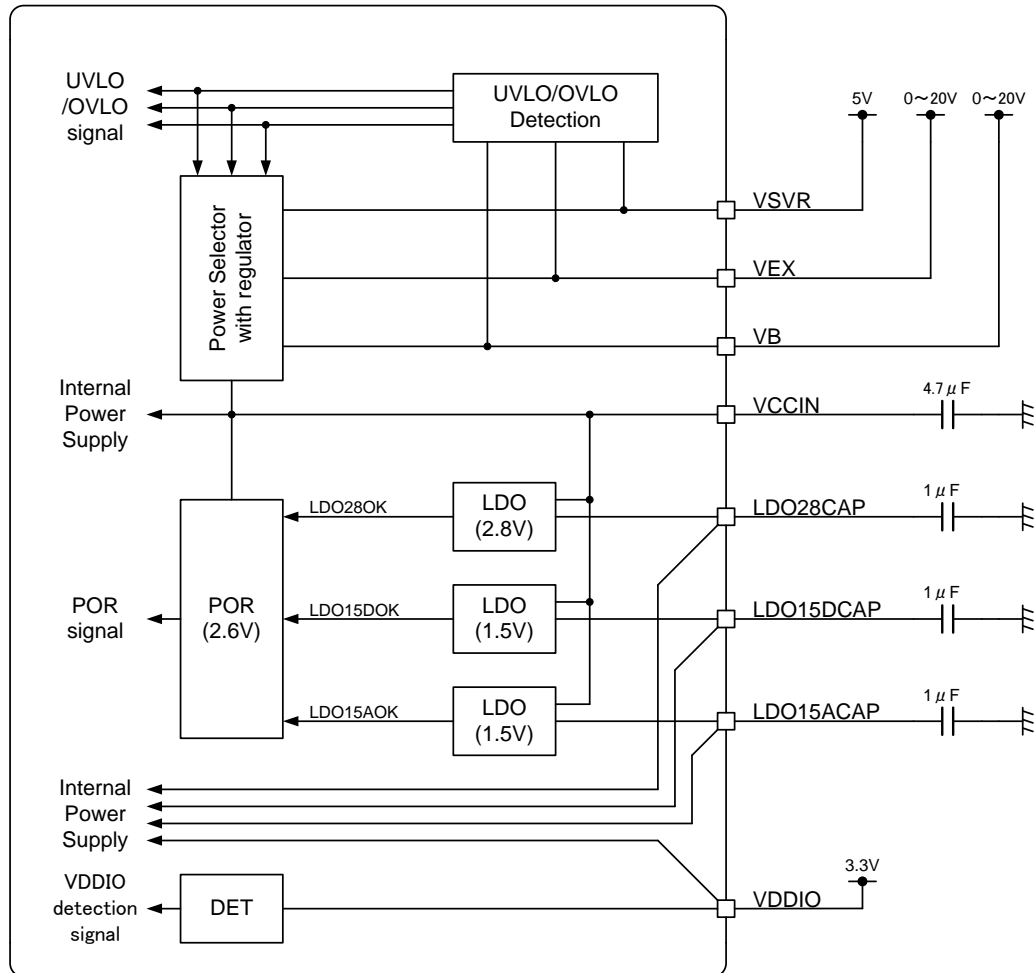 UVLO
/OVLO
signal
UVLO/OVLO
Detection
5V
0～20V
0～20V
Power Selector
with regulator
VSVR
VEX
VB
Internal
Power
Supply
VCCIN
4.7μF
LDO28OK
LDO
(2.8V)
LDO28CAP
1μF
POR
signal
POR
(2.6V)
LDO15DOK
LDO
(1.5V)
LDO15DCAP
1μF
LDO15AOK
LDO
(1.5V)
LDO15ACAP
1μF
Internal
Power
Supply
VDDIO
detection
signal
DET
VDDIO
3.3V